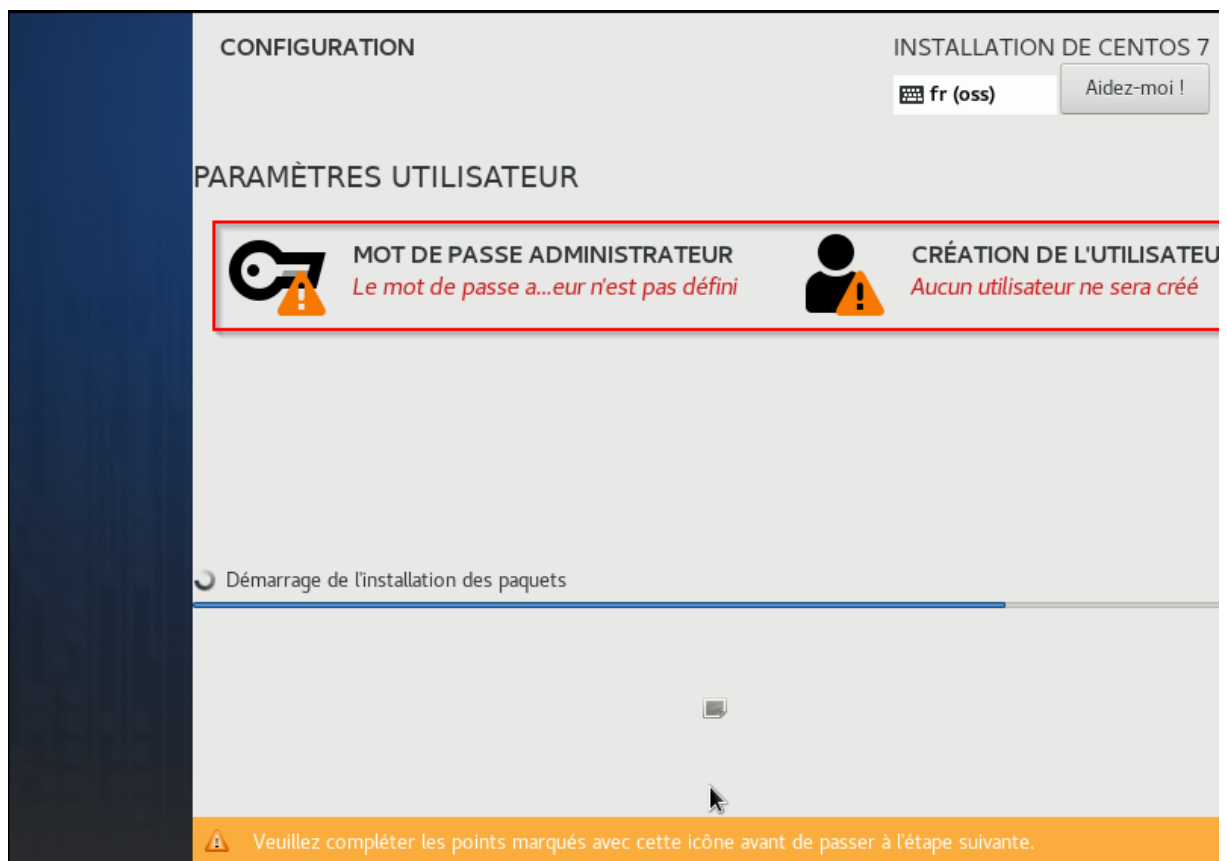 CONFIGURATION
INSTALLATION DE CENTOS 7
fr (oss)
Aidez-moi !
PARAMÈTRES UTILISATEUR
MOT DE PASSE ADMINISTRATEUR
Le mot de passe a...eur n'est pas défini
CRÉATION DE L'UTILISATEU
Aucun utilisateur ne sera créé
Démarrage de l'installation des paquets
Veuillez compléter les points marqués avec cette icône avant de passer à l'étape suivante.